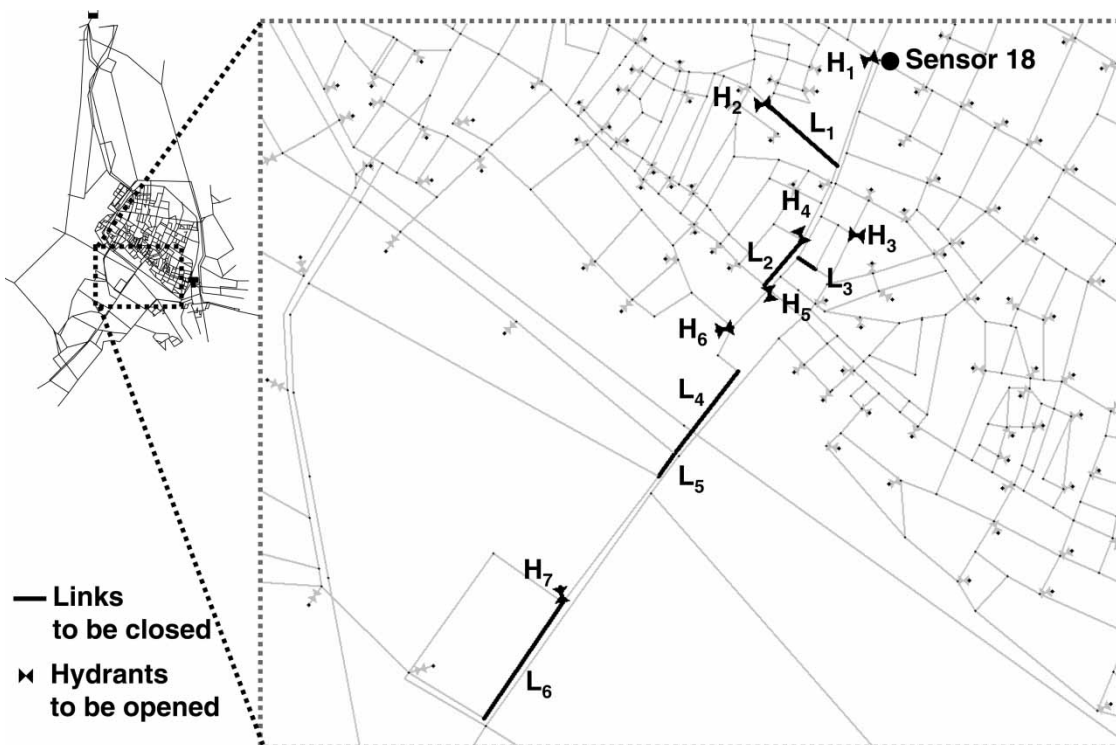 H1 Sensor 18
H2
L1
H4
H3
L2
L3
H5
H6
L4
L5
H7
L6
Links
to be closed
Hydrants
to be opened